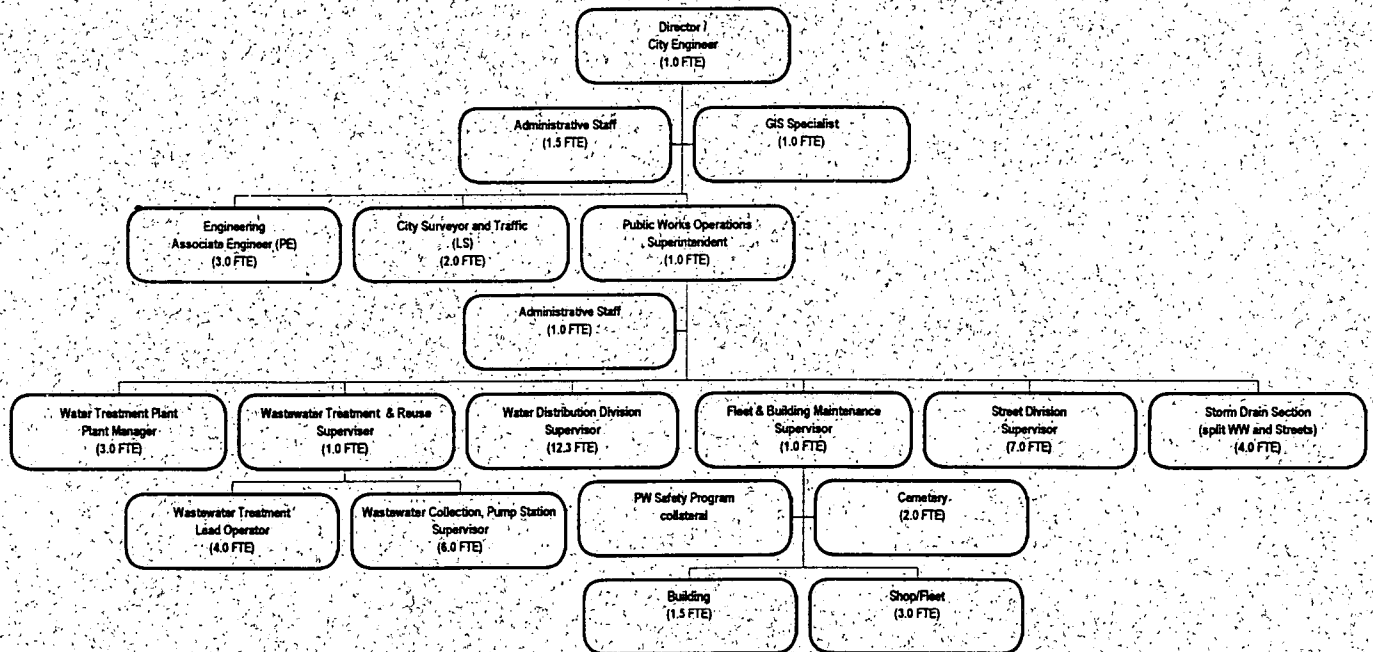 Director /
City Engineer
(1.0 FTE)
Administrative Staff
(1.5 FTE)
GIS Specialist
(1.0 FTE)
Engineering
Associate Engineer (PE)
(3.0 FTE)
City Surveyor and Traffic
(LS)
(2.0 FTE)
Public Works Operations
Superintendent
(1.0 FTE)
Administrative Staff
(1.0 FTE)
Water Treatment Plant
Plant Manager
(3.0 FTE)
Wastewater Treatment & Reuse
Superviser
(1.0 FTE)
Water Distribution Division
Supervisor
(12.3 FTE)
Fleet & Building Maintenance
Supervisor
(1.0 FTE)
Street Division
Supervisor
(7.0 FTE)
Storm Drain Section
(split WW and Streets)
(4.0 FTE)
Wastewater Treatment
Lead Operator
(4.0 FTE)
Wastewater Collection, Pump Station
Supervisor
(6.0 FTE)
PW Safety Program
collateral
Cemetery
(2.0 FTE)
Building
(1.5 FTE)
Shop/Fleet
(3.0 FTE)